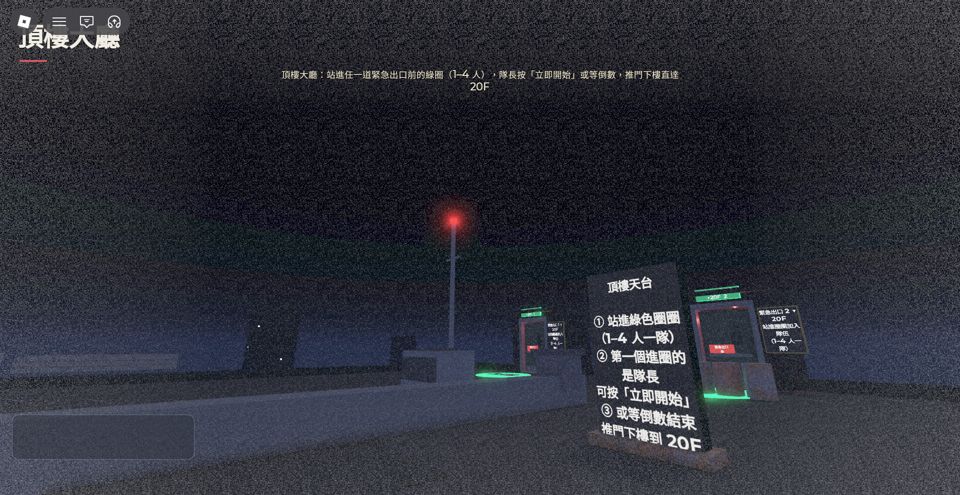 頂樓大廳
頂樓大廳：站進任一道緊急出口前的綠圈（1–4 人），隊長按「立即開始」或等倒數，推門下樓直達
20F
頂樓天台
① 站進綠色圈圈
（1–4 人一隊）
② 第一個進圈的
是隊長
可按「立即開始」
③ 或等倒數結束
推門下樓到 20F
緊急出口 2
20F
站進圈圈加入
隊伍
（1–4 人一
隊）